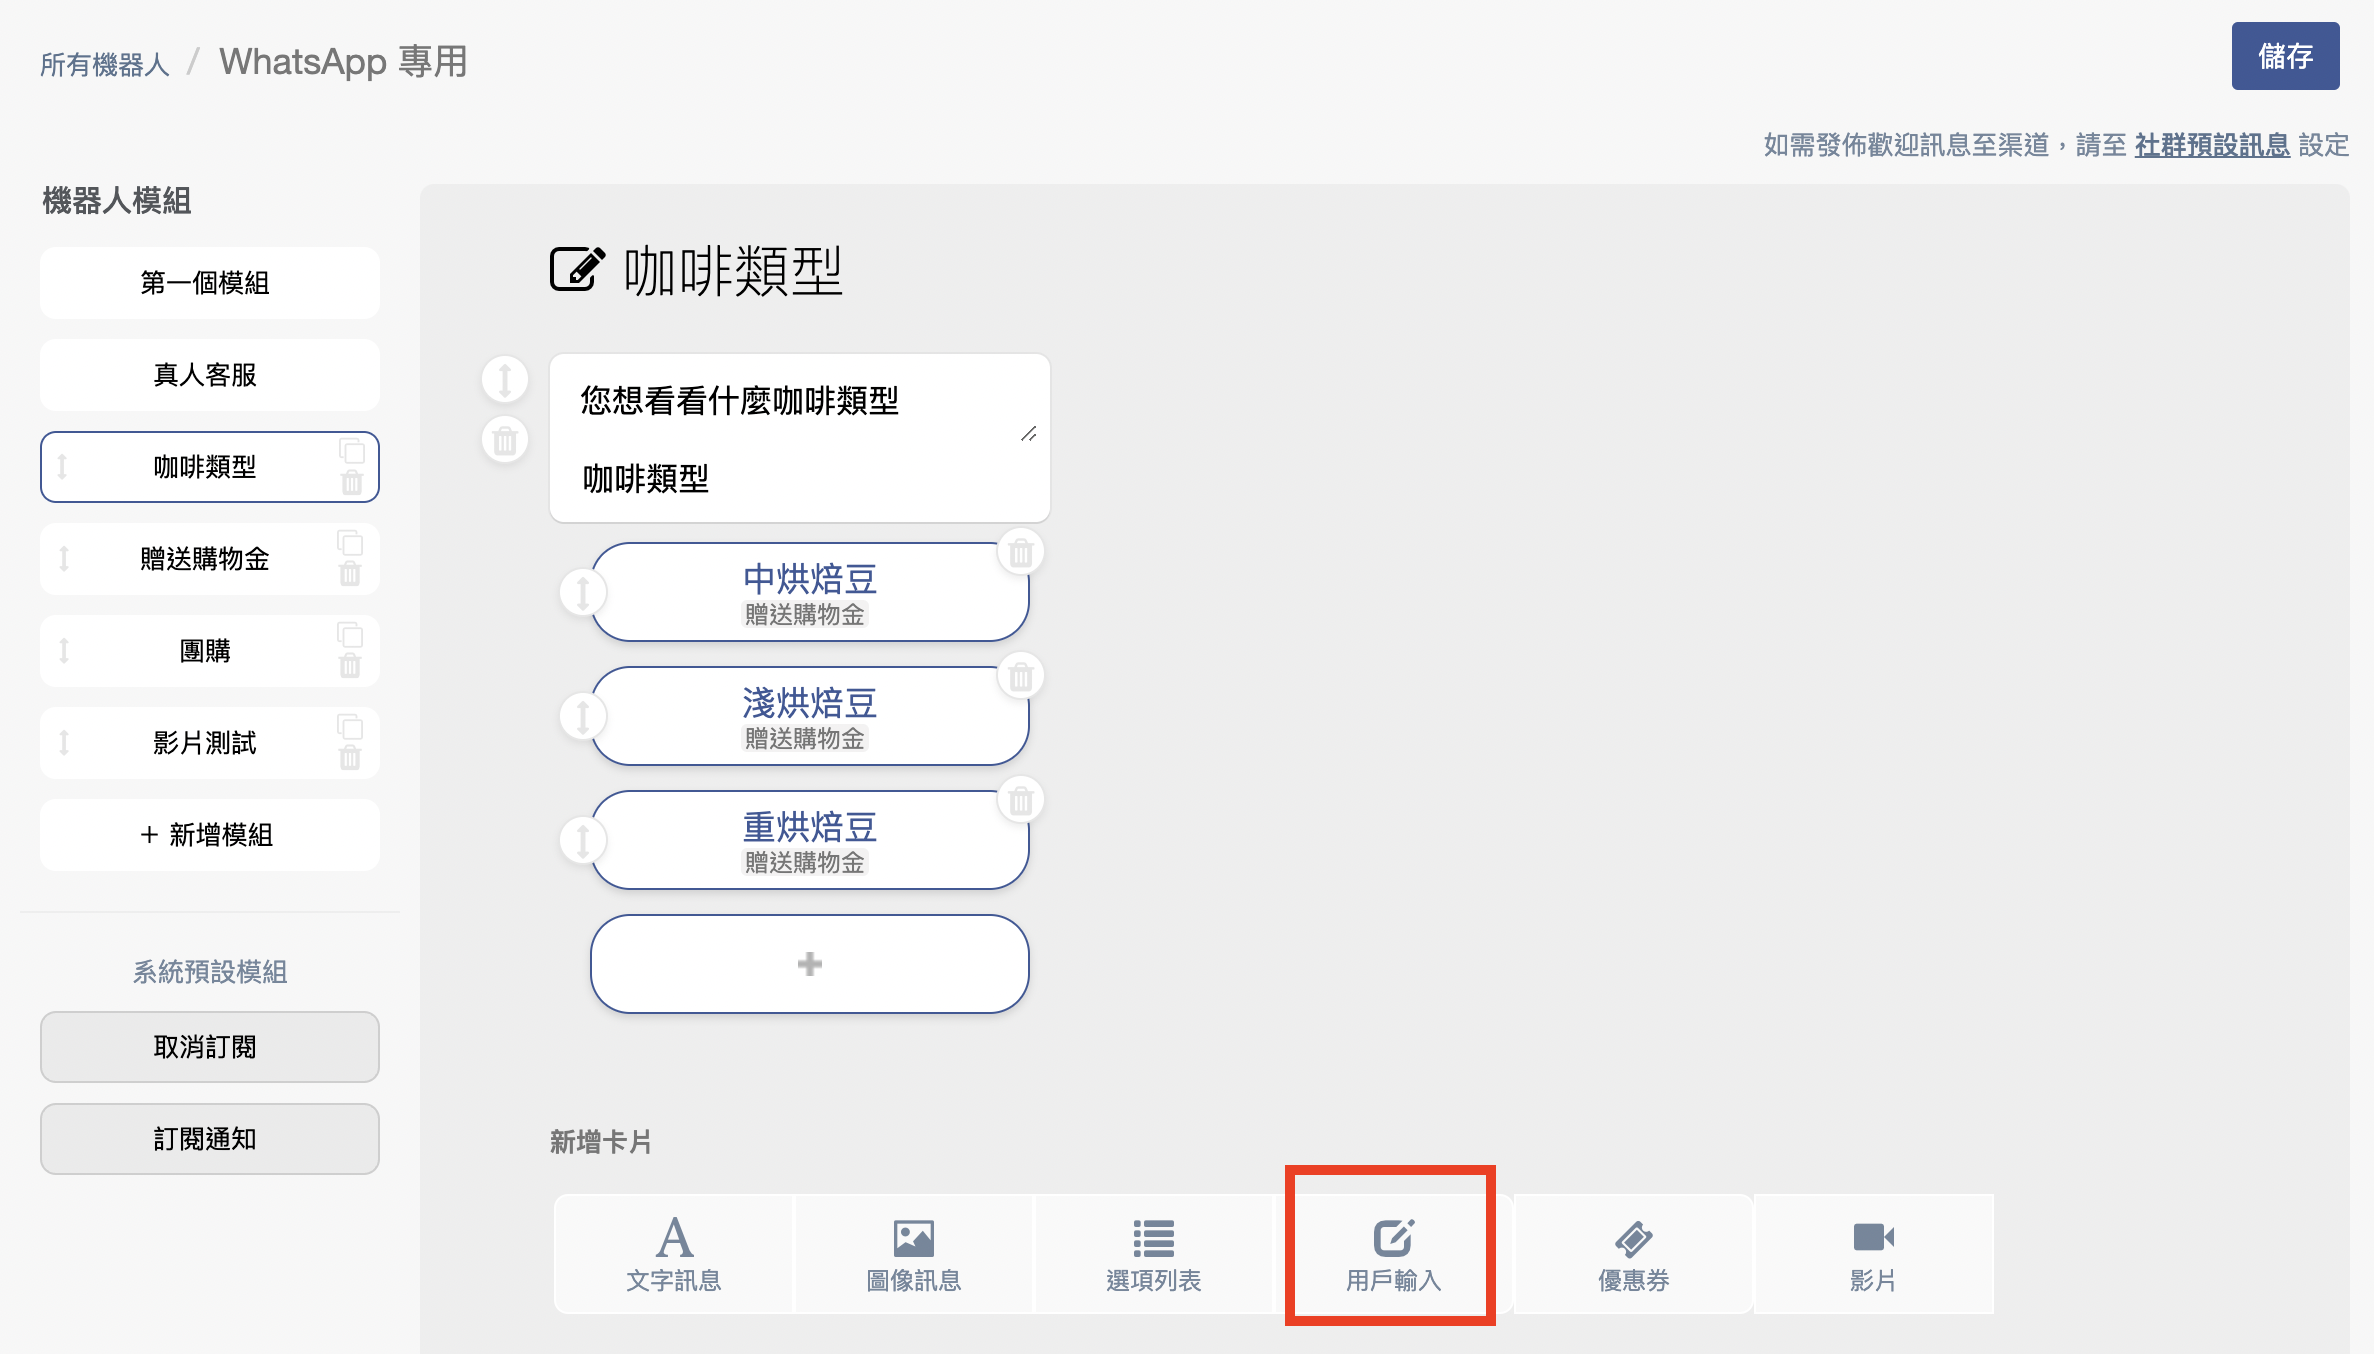 所有機器人 / WhatsApp 專用
儲存
如需發佈歡迎訊息至渠道，請至 社群預設訊息 設定
機器人模組
第一個模組
真人客服
咖啡類型
贈送購物金
團購
影片測試
+ 新增模組
系統預設模組
取消訂閱
訂閱通知
咖啡類型
您想看看什麼咖啡類型
咖啡類型
中烘焙豆
贈送購物金
淺烘焙豆
贈送購物金
重烘焙豆
贈送購物金
新增卡片
文字訊息
圖像訊息
選項列表
用戶輸入
優惠券
影片